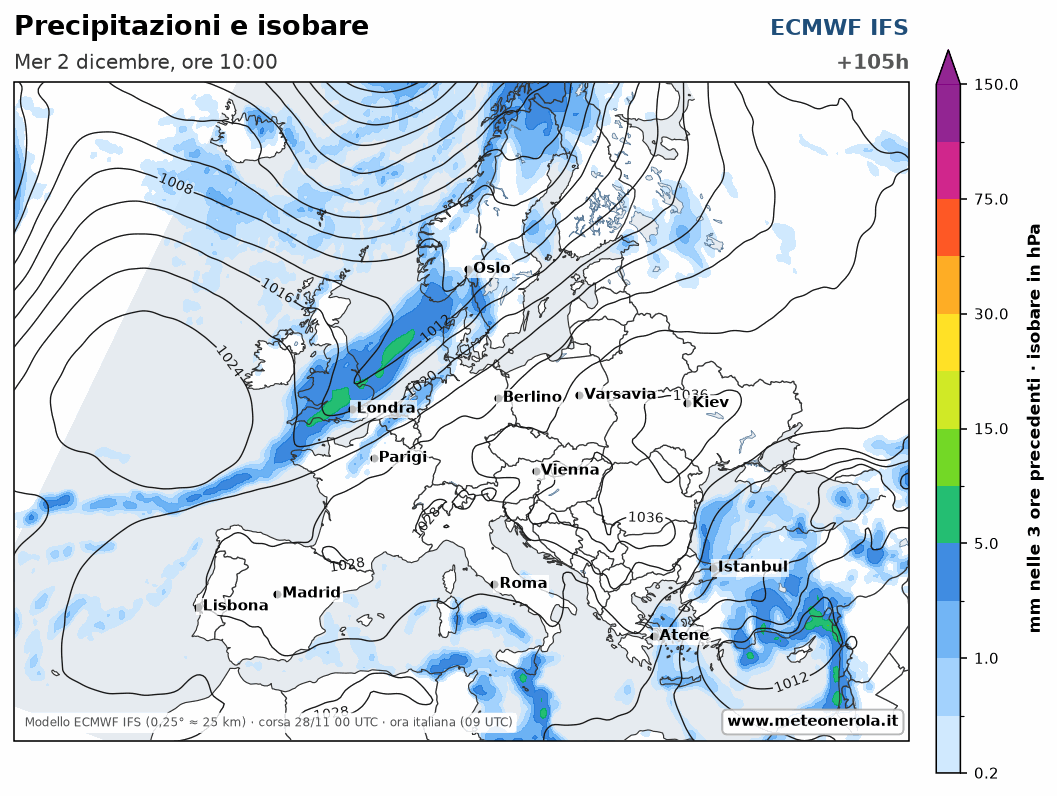 Precipitazioni e isobare
ECMWF IFS
Mer 2 dicembre, ore 10:00
+105h
150.0
75.0
30.0
15.0
5.0
1.0
0.2
mm nelle 3 ore precedenti · isobare in hPa
1008
1016
1024
1012
1020
1036
1036
1028
1028
1028
1012
Oslo
Londra
Berlino
Varsavia
Kiev
Parigi
Vienna
Istanbul
Roma
Madrid
Lisbona
Atene
Modello ECMWF IFS (0,25° ≈ 25 km) · corsa 28/11 00 UTC · ora italiana (09 UTC)
www.meteonerola.it